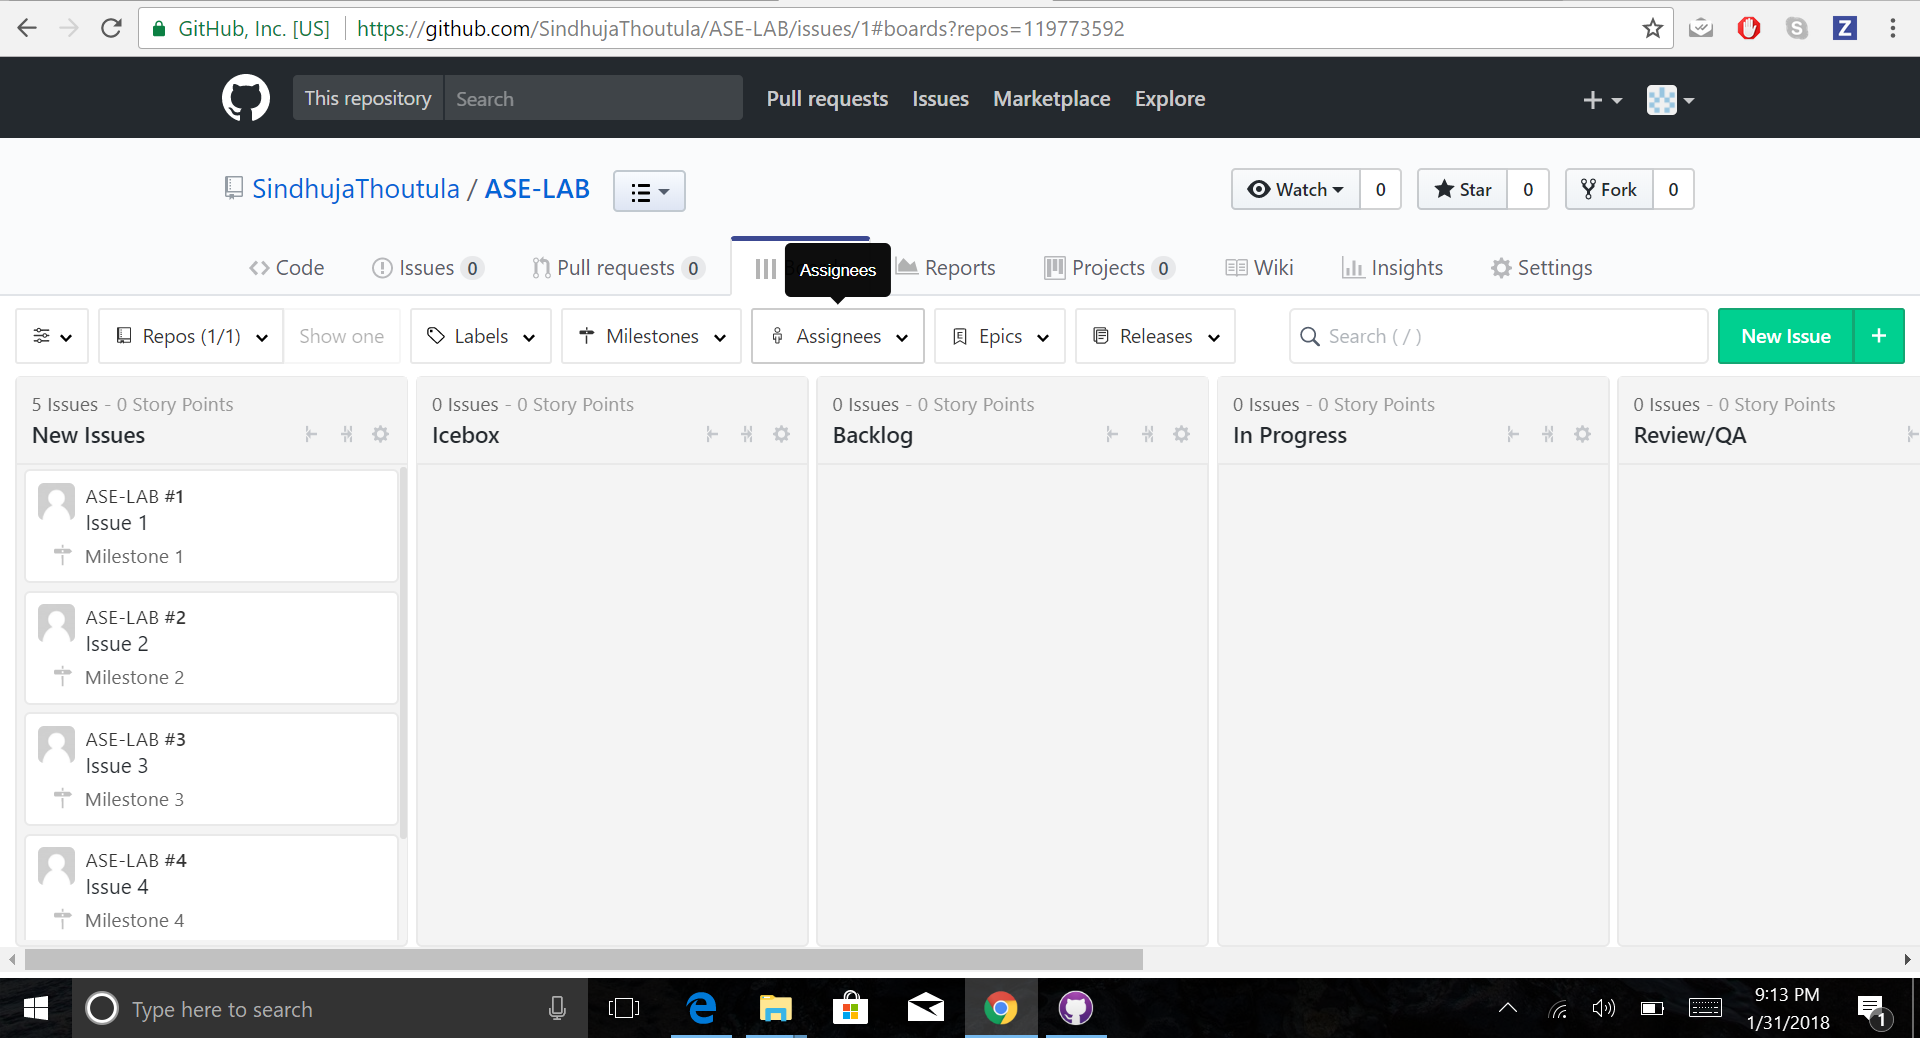 GitHub, Inc. [US] https://github.com/SindhujaThoutula/ASE-LAB/issues/1#boards?repos=119773592
This repository Search Pull requests Issues Marketplace Explore
SindhujaThoutula / ASE-LAB Watch 0 Star 0 Fork 0
Code Issues 0 Pull requests 0 Assignees Reports Projects 0 Wiki Insights Settings
Repos (1/1) Show one Labels Milestones Assignees Epics Releases Search ( / ) New Issue +
5 Issues - 0 Story Points 0 Issues - 0 Story Points 0 Issues - 0 Story Points 0 Issues - 0 Story Points 0 Issues - 0 Story Points
New Issues Icebox Backlog In Progress Review/QA
ASE-LAB #1
Issue 1
Milestone 1
ASE-LAB #2
Issue 2
Milestone 2
ASE-LAB #3
Issue 3
Milestone 3
ASE-LAB #4
Issue 4
Milestone 4
Type here to search 9:13 PM
1/31/2018 1